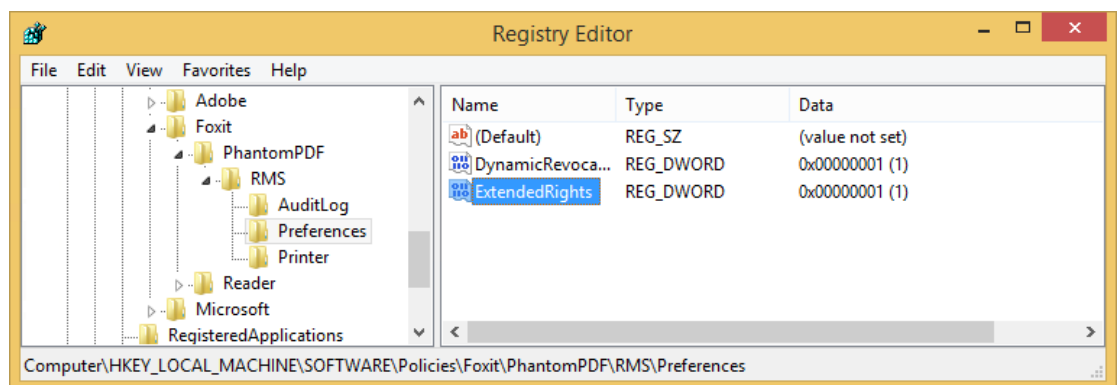 Registry Editor
File Edit View Favorites Help
Adobe
Foxit
PhantomPDF
RMS
AuditLog
Preferences
Printer
Reader
Microsoft
RegisteredApplications
Name Type Data
(Default) REG_SZ (value not set)
DynamicRevoca... REG_DWORD 0x00000001 (1)
ExtendedRights REG_DWORD 0x00000001 (1)
Computer\HKEY_LOCAL_MACHINE\SOFTWARE\Policies\Foxit\PhantomPDF\RMS\Preferences